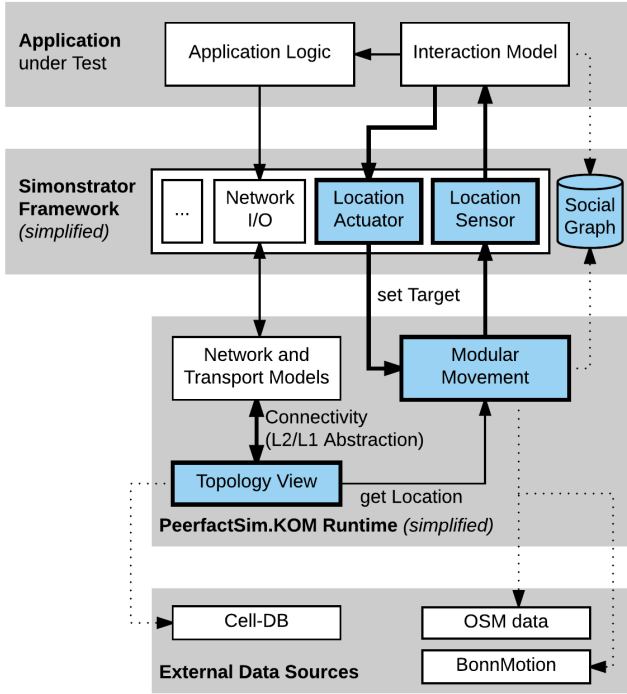 Application
under Test
Application Logic
Interaction Model
Simonstrator
Framework
(simplified)
...
Network
I/O
Location
Actuator
Location
Sensor
Social
Graph
set Target
Network and
Transport Models
Modular
Movement
Connectivity
(L2/L1 Abstraction)
Topology View
get Location
PeerfactSim.KOM Runtime (simplified)
Cell-DB
OSM data
BonnMotion
External Data Sources